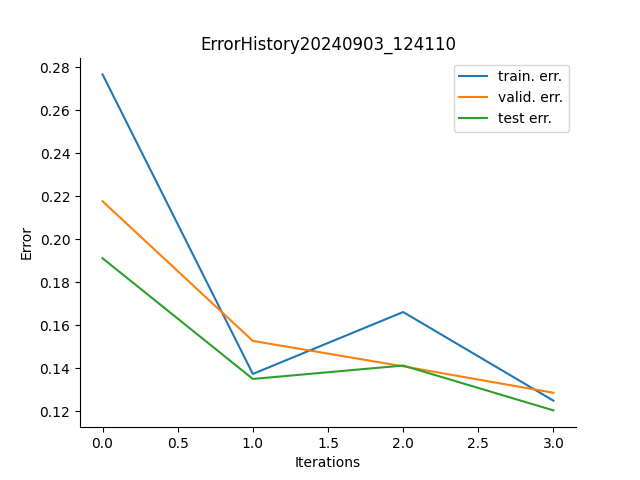 ErrorHistory20240903_124110
train. err.
valid. err.
test err.
0.28
0.26
0.24
0.22
0.20
0.18
0.16
0.14
0.12
Error
0.0 0.5 1.0 1.5 2.0 2.5 3.0
Iterations